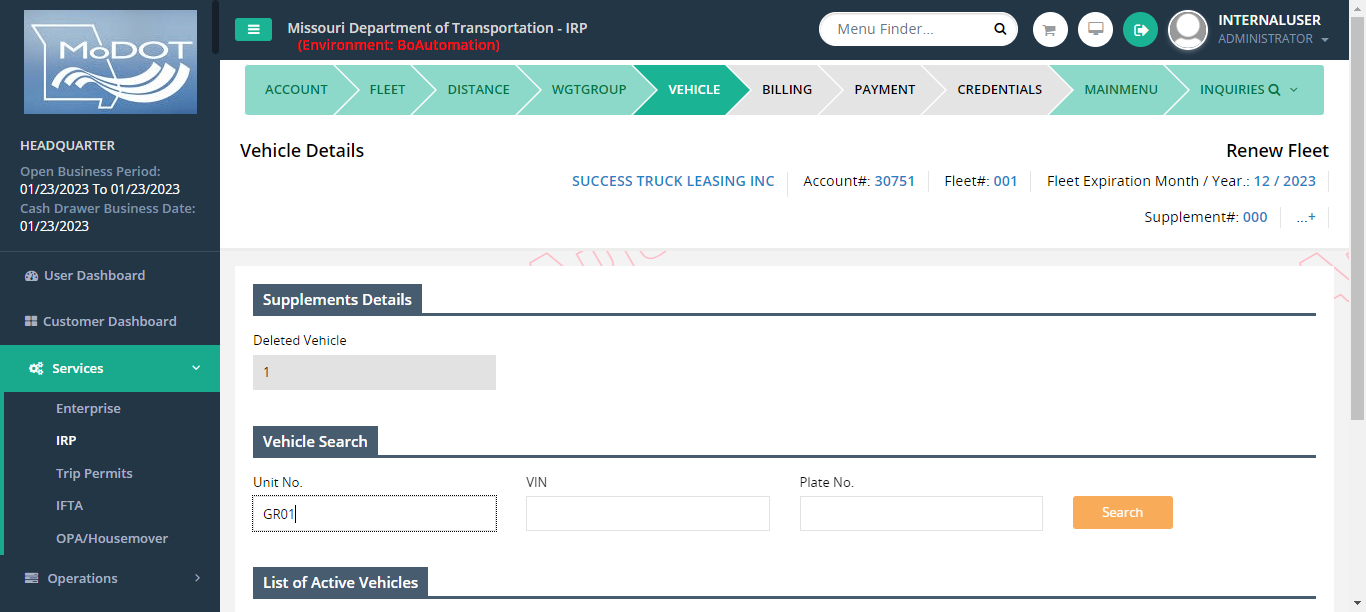 MoDOT
HEADQUARTER
Open Business Period:
01/23/2023 To 01/23/2023
Cash Drawer Business Date:
01/23/2023
User Dashboard
Customer Dashboard
Services
Enterprise
IRP
Trip Permits
IFTA
OPA/Housemover
Operations
Missouri Department of Transportation - IRP
(Environment: BoAutomation)
Menu Finder...
INTERNALUSER
ADMINISTRATOR
ACCOUNT FLEET DISTANCE WGTGROUP VEHICLE BILLING PAYMENT CREDENTIALS MAINMENU INQUIRIES
Vehicle Details Renew Fleet
SUCCESS TRUCK LEASING INC Account#: 30751 Fleet#: 001 Fleet Expiration Month / Year.: 12 / 2023
Supplement#: 000 ...+
Supplements Details
Deleted Vehicle
1
Vehicle Search
Unit No. VIN Plate No.
GR01 Search
List of Active Vehicles